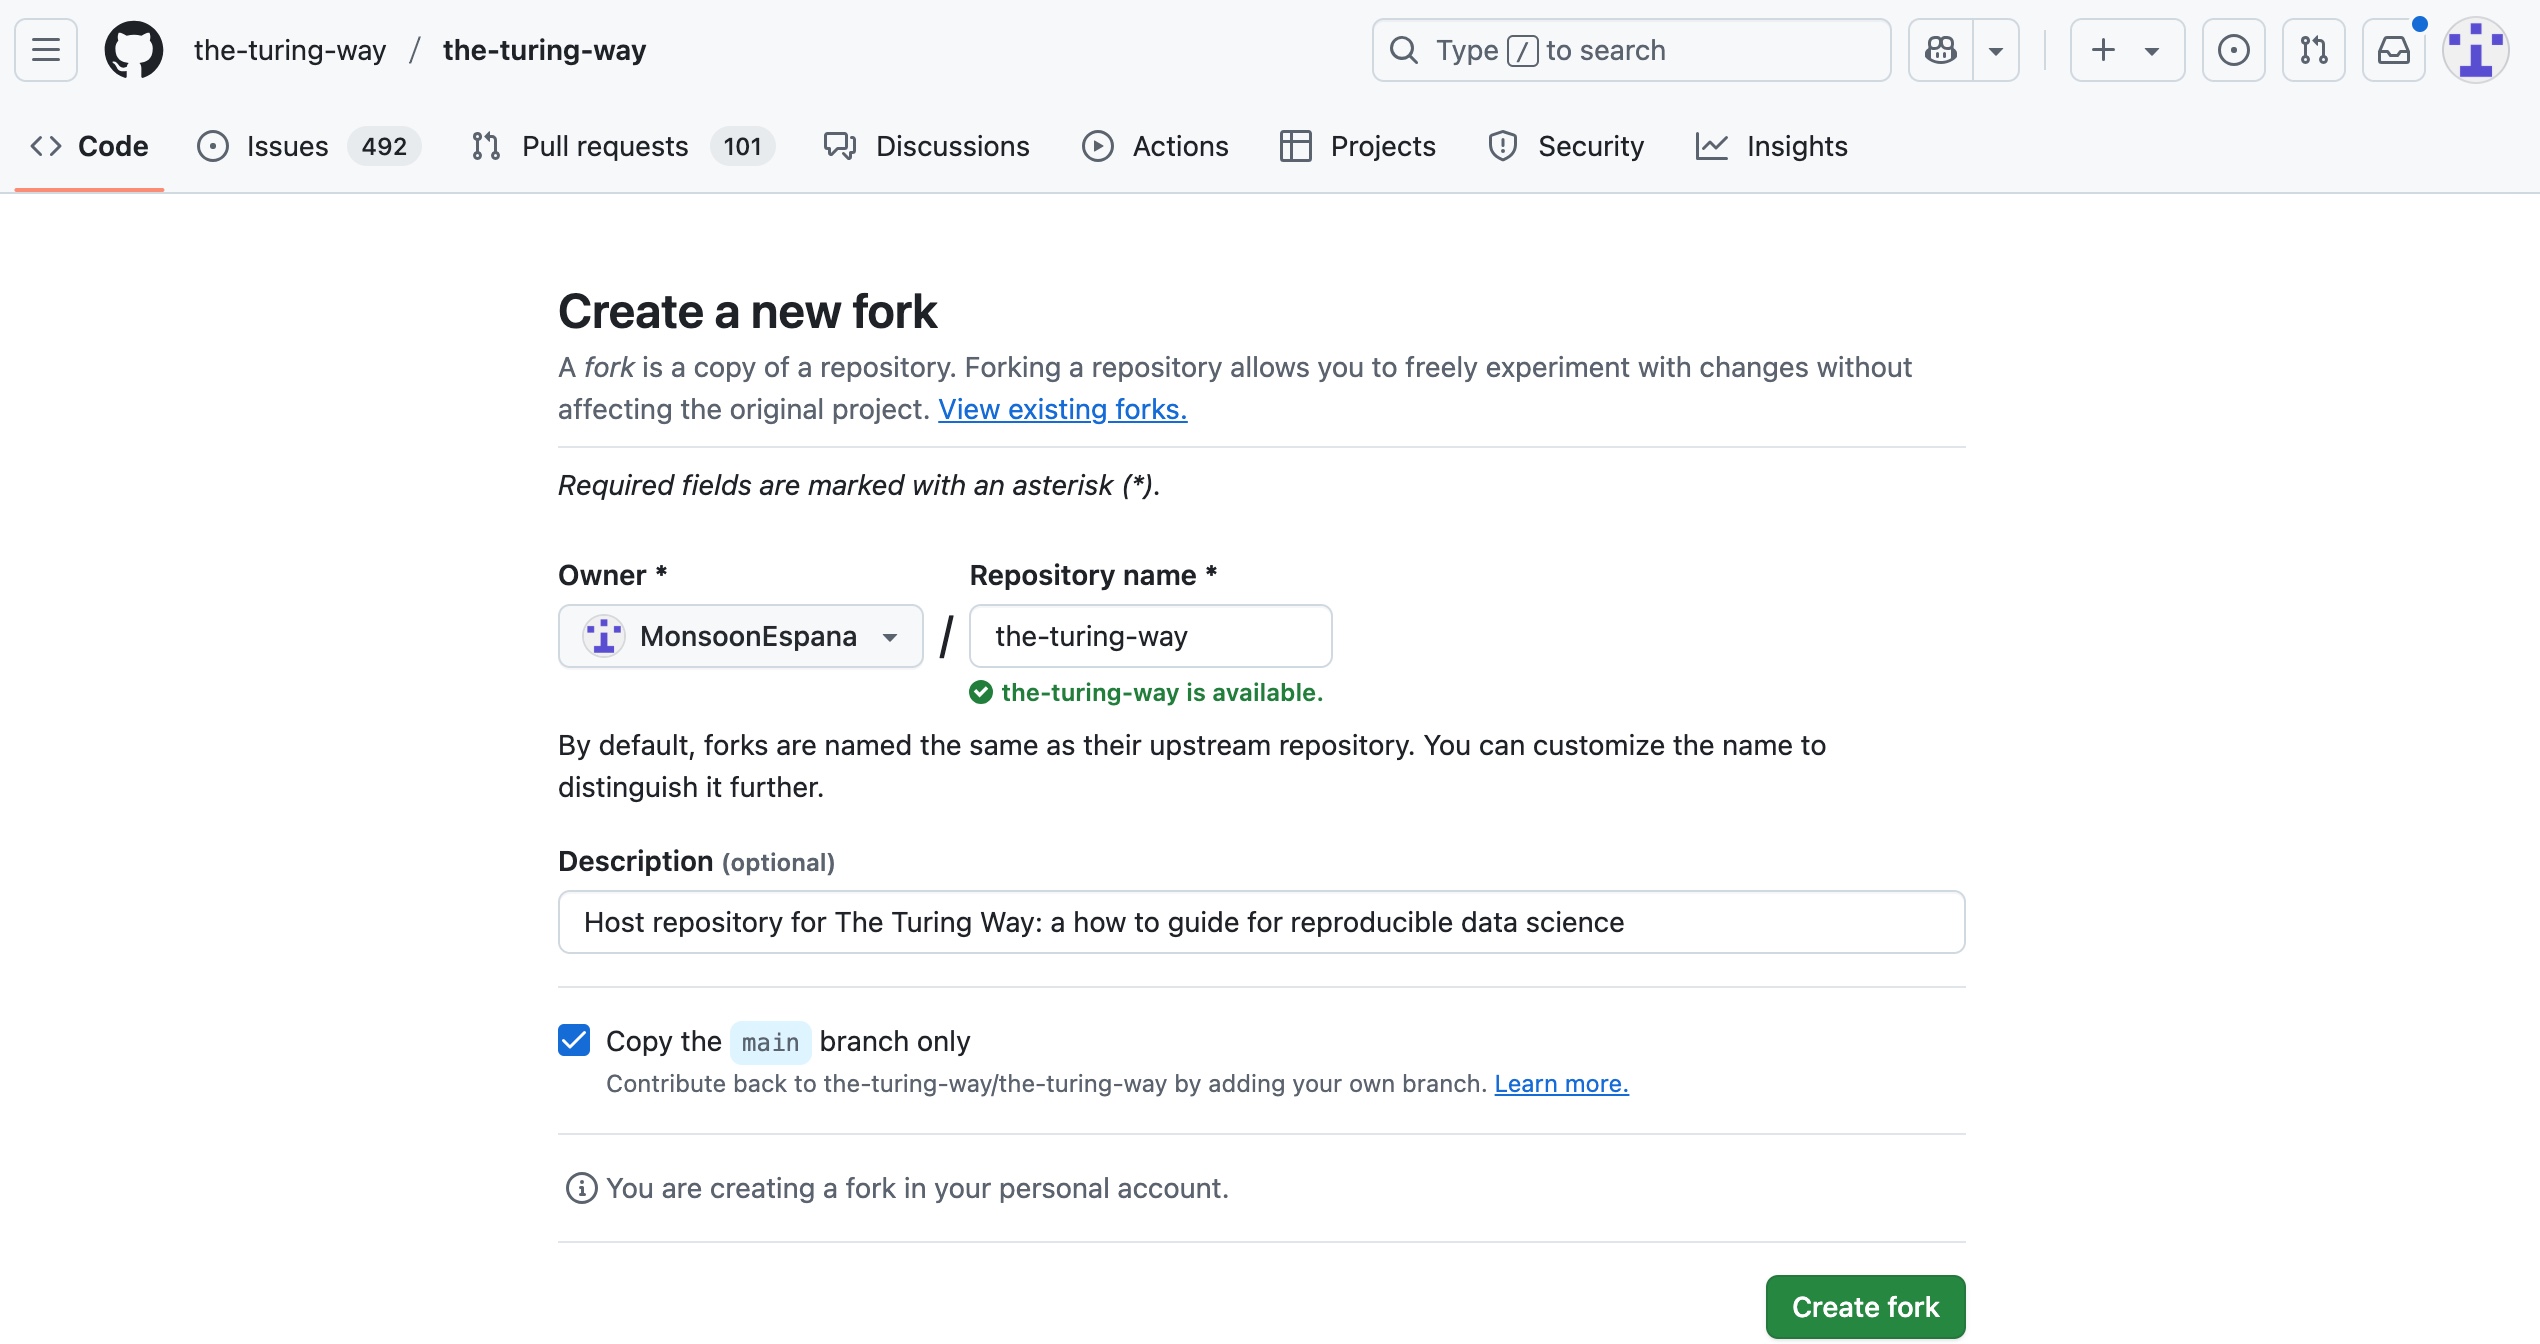 the-turing-way / the-turing-way
Type / to search
Code Issues 492 Pull requests 101 Discussions Actions Projects Security Insights
Create a new fork
A fork is a copy of a repository. Forking a repository allows you to freely experiment with changes without
affecting the original project. View existing forks.
Required fields are marked with an asterisk (*).
Owner * Repository name *
MonsoonEspana / the-turing-way
the-turing-way is available.
By default, forks are named the same as their upstream repository. You can customize the name to
distinguish it further.
Description (optional)
Host repository for The Turing Way: a how to guide for reproducible data science
Copy the main branch only
Contribute back to the-turing-way/the-turing-way by adding your own branch. Learn more.
You are creating a fork in your personal account.
Create fork